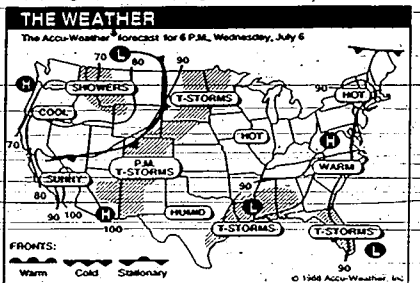 THE WEATHER
The Accu-Weather forecast for 6 P.M., Wednesday, July 6
70 L 80 90
H SHOWERS T-STORMS 90 HOT
COOL HOT H
70 P.M. T-STORMS WARM
SUNNY 90
80 90 100 H 100 HUMID L
T-STORMS T-STORMS
L
90
FRONTS:
Warm Cold Stationary
Accu-Weather, Inc.